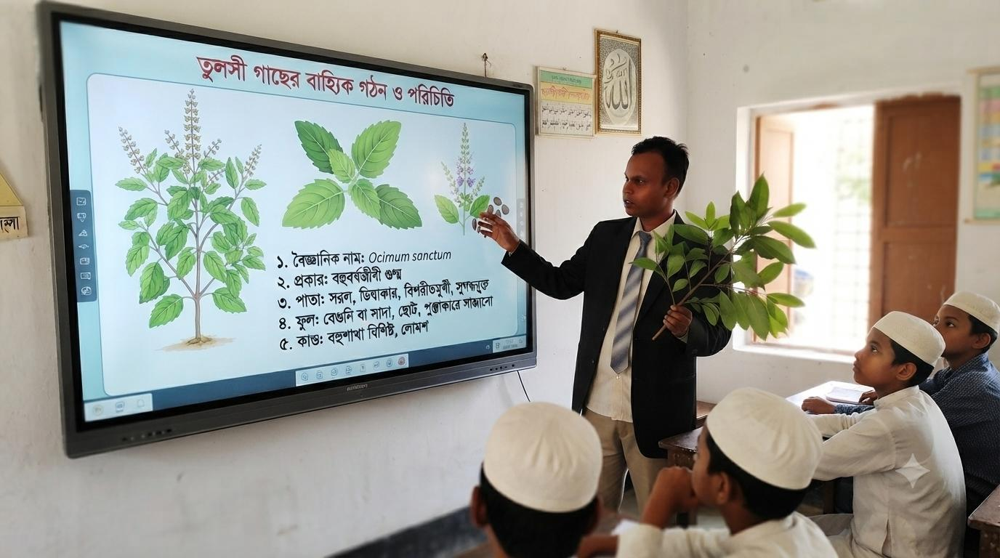 তুলসী গাছের বাহ্যিক গঠন ও পরিচিতি
১. বৈজ্ঞানিক নাম: Ocimum sanctum
২. প্রকার: বহুবর্ষজীবী গুল্ম
৩. পাতা: সরল, ডিম্বাকার, বিপরীতমুখী, সুগন্ধযুক্ত
৪. ফুল: বেগুনি বা সাদা, ছোট, পুঞ্জাকারে সাজানো
৫. কাণ্ড: বহুশাখা বিশিষ্ট, লোমশ
الله